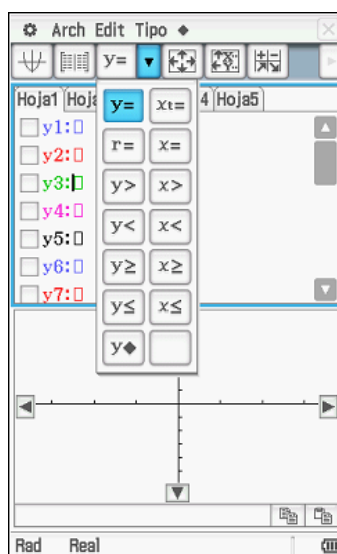 Arch Edit Tipo
y=
Hoja1 Hoja 4 Hoja5
y= xt=
r= x=
y> x>
y< x<
y≥ x≥
y≤ x≤
y◆
y1:
y2:
y3:
y4:
y5:
y6:
y7:
Rad Real